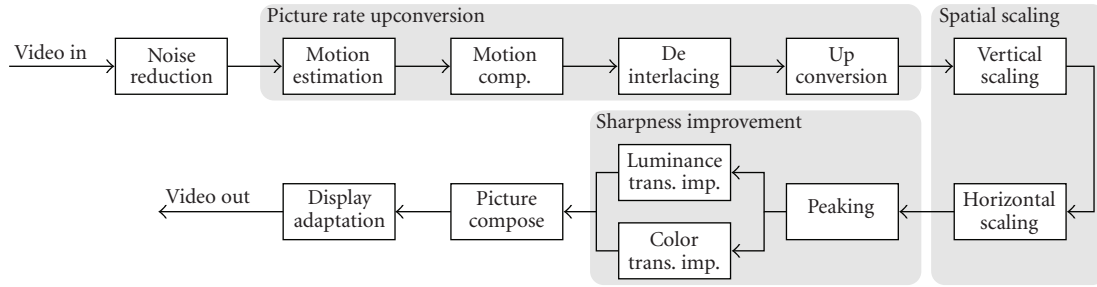 Picture rate upconversion
Spatial scaling
Video in
Noise
reduction
Motion
estimation
Motion
comp.
De
interlacing
Up
conversion
Vertical
scaling
Sharpness improvement
Video out
Display
adaptation
Picture
compose
Luminance
trans. imp.
Color
trans. imp.
Peaking
Horizontal
scaling